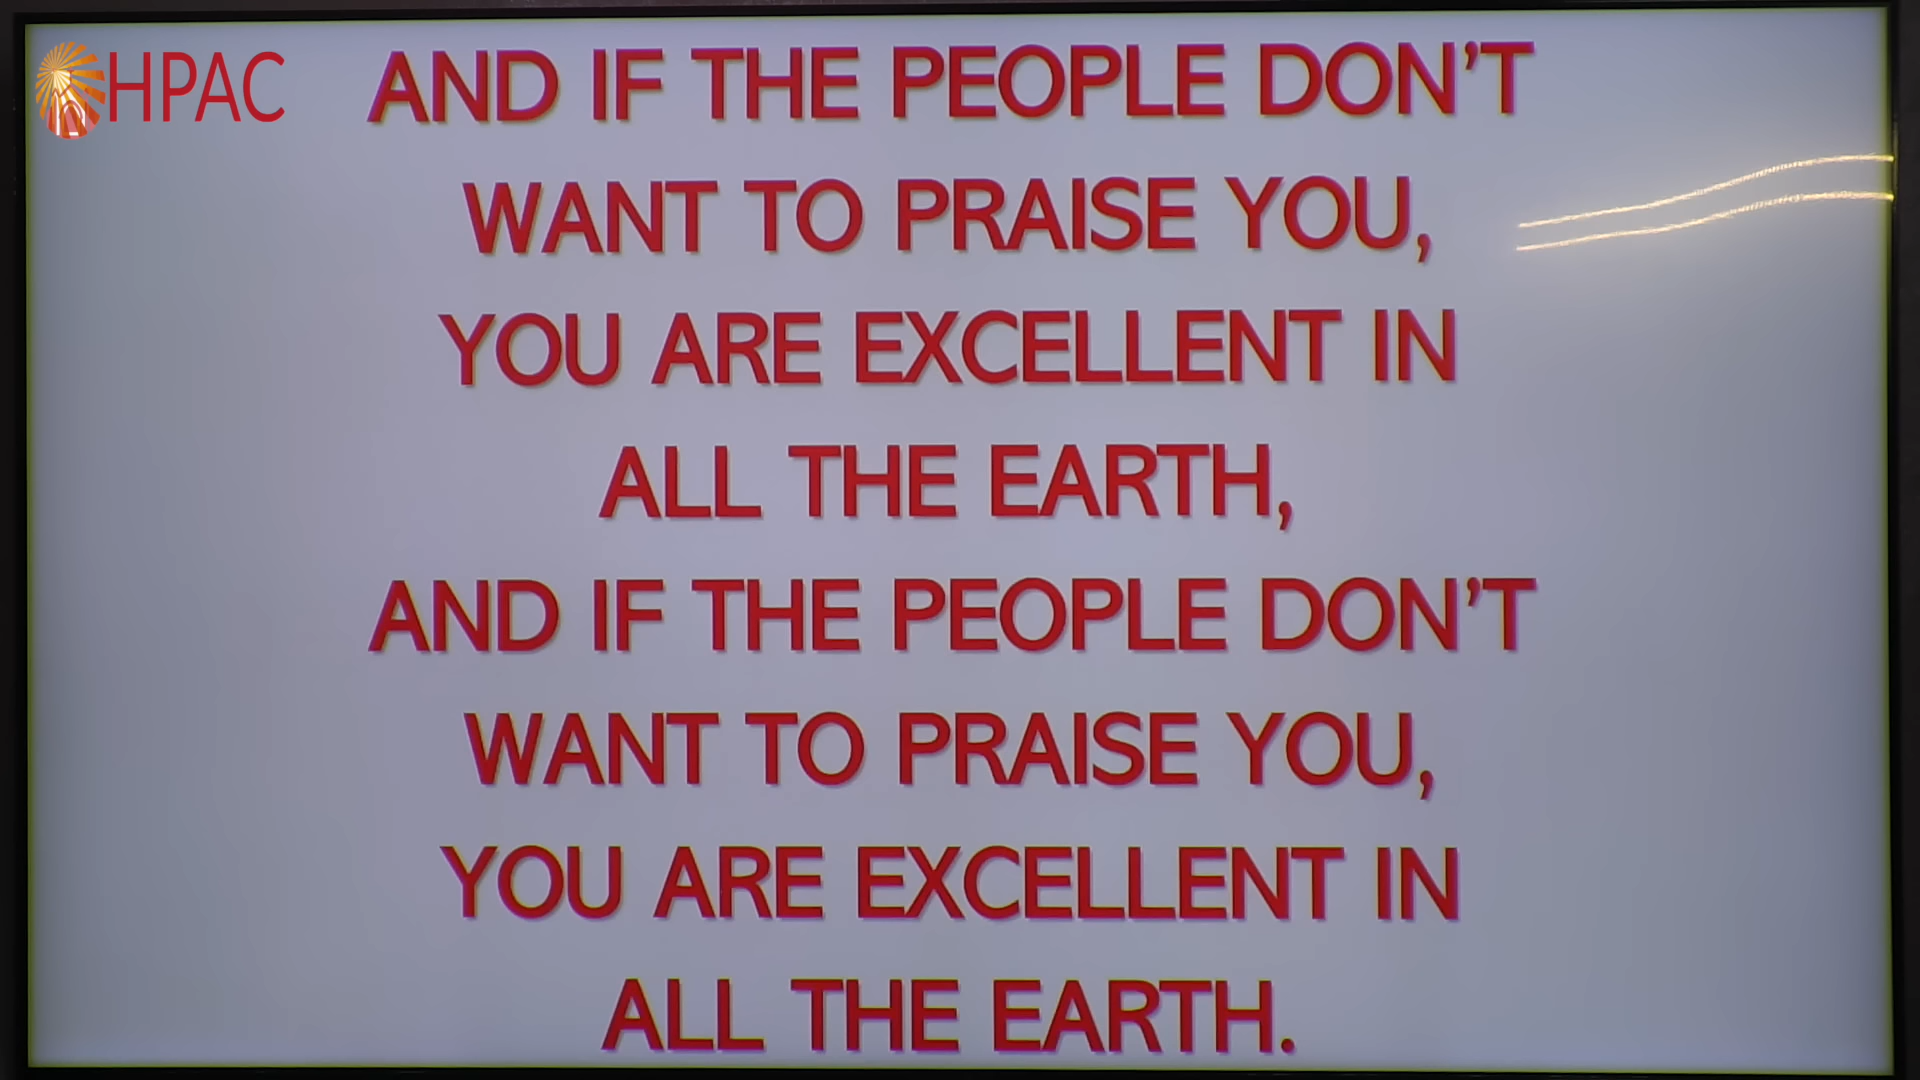 HPAC
AND IF THE PEOPLE DON'T
WANT TO PRAISE YOU,
YOU ARE EXCELLENT IN
ALL THE EARTH,
AND IF THE PEOPLE DON'T
WANT TO PRAISE YOU,
YOU ARE EXCELLENT IN
ALL THE EARTH.